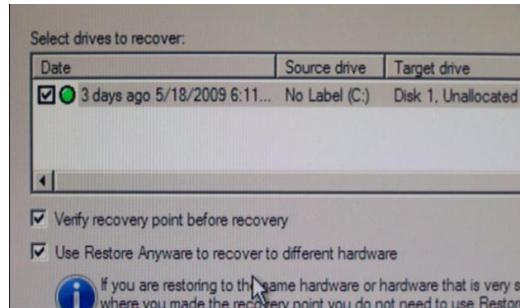 Select drives to recover:
Date Source drive Target drive
3 days ago 5/18/2009 6:11... No Label (C:) Disk 1, Unallocated
Verify recovery point before recovery
Use Restore Anyware to recover to different hardware
If you are restoring to the same hardware or hardware that is very s
where you made the recovery point you do not need to use Restor